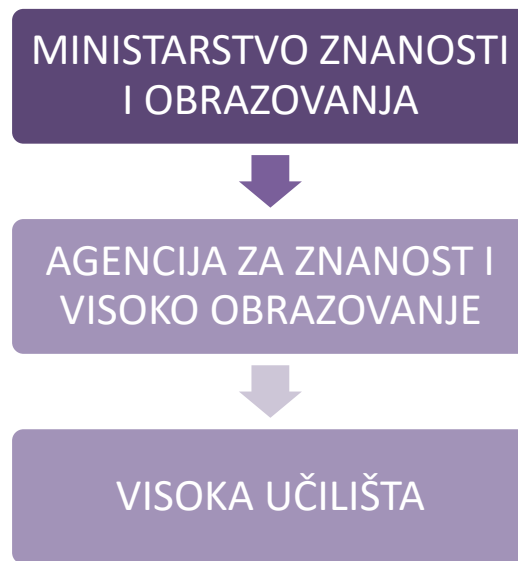 MINISTARSTVO ZNANOSTI
I OBRAZOVANJA
AGENCIJA ZA ZNANOST I
VISOKO OBRAZOVANJE
VISOKA UČILIŠTA